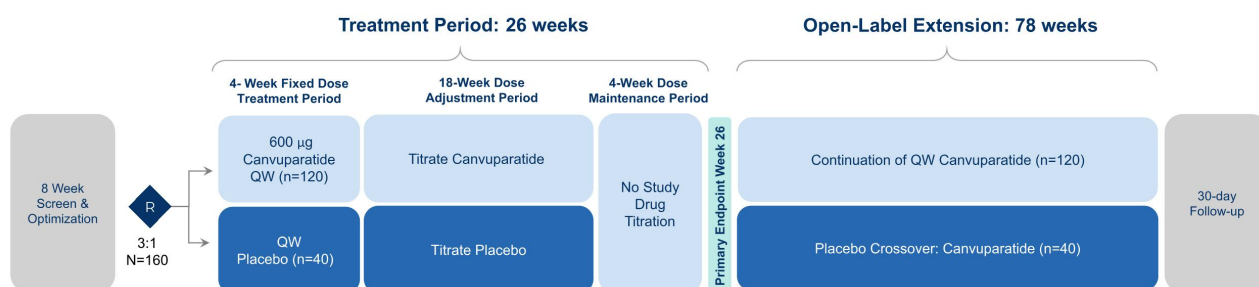 Treatment Period: 26 weeks
Open-Label Extension: 78 weeks
4- Week Fixed Dose
Treatment Period
18-Week Dose
Adjustment Period
4-Week Dose
Maintenance Period
8 Week
Screen &
Optimization
R
3:1
N=160
600 μg
Canvuparatide
QW (n=120)
Titrate Canvuparatide
QW
Placebo (n=40)
Titrate Placebo
No Study
Drug
Titration
Primary Endpoint Week 26
Continuation of QW Canvuparatide (n=120)
Placebo Crossover: Canvuparatide (n=40)
30-day
Follow-up